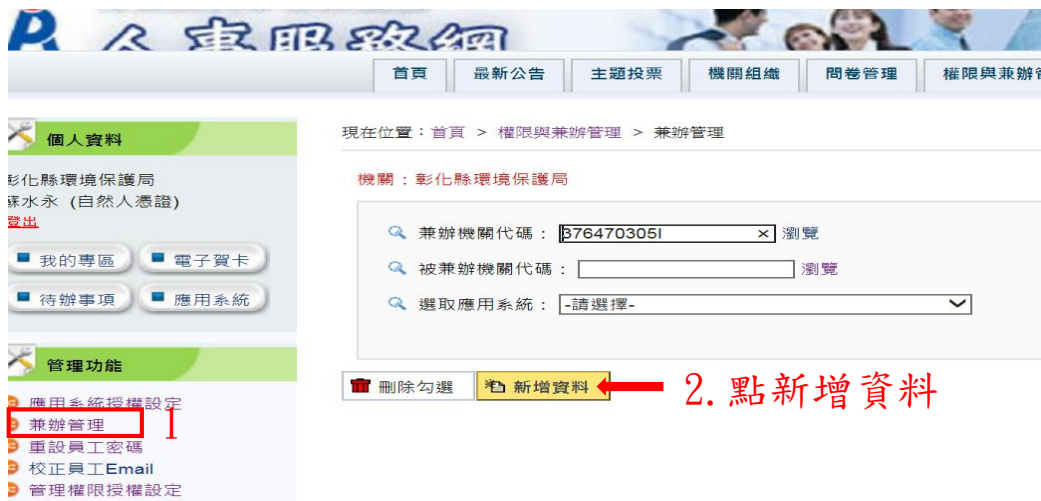 人事服務網
首頁 最新公告 主題投票 機關組織 問卷管理 權限與兼辦
個人資料
現在位置：首頁 > 權限與兼辦管理 > 兼辦管理
彰化縣環境保護局
蘇水永 (自然人憑證)
登出
我的專區 電子賀卡
待辦事項 應用系統
機關：彰化縣環境保護局
兼辦機關代碼： 376470305I × 瀏覽
被兼辦機關代碼： 瀏覽
選取應用系統： -請選擇-
管理功能
刪除勾選 新增資料 2.點新增資料
應用系統授權設定
兼辦管理 1
重設員工密碼
校正員工Email
管理權限授權設定